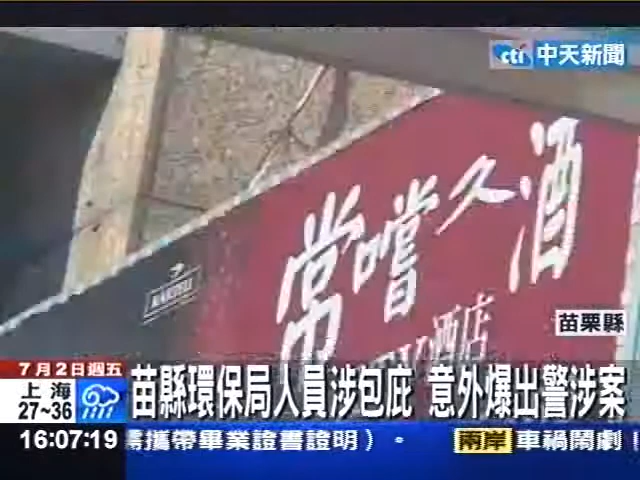 cti 中天新聞
常嚐久酒
酒店
MARTELL
苗栗縣
7月2日週五
上海
27~36
苗縣環保局人員涉包庇 意外爆出警涉案
16:07:19
攜帶畢業證書證明）。
兩岸 車禍鬧劇！